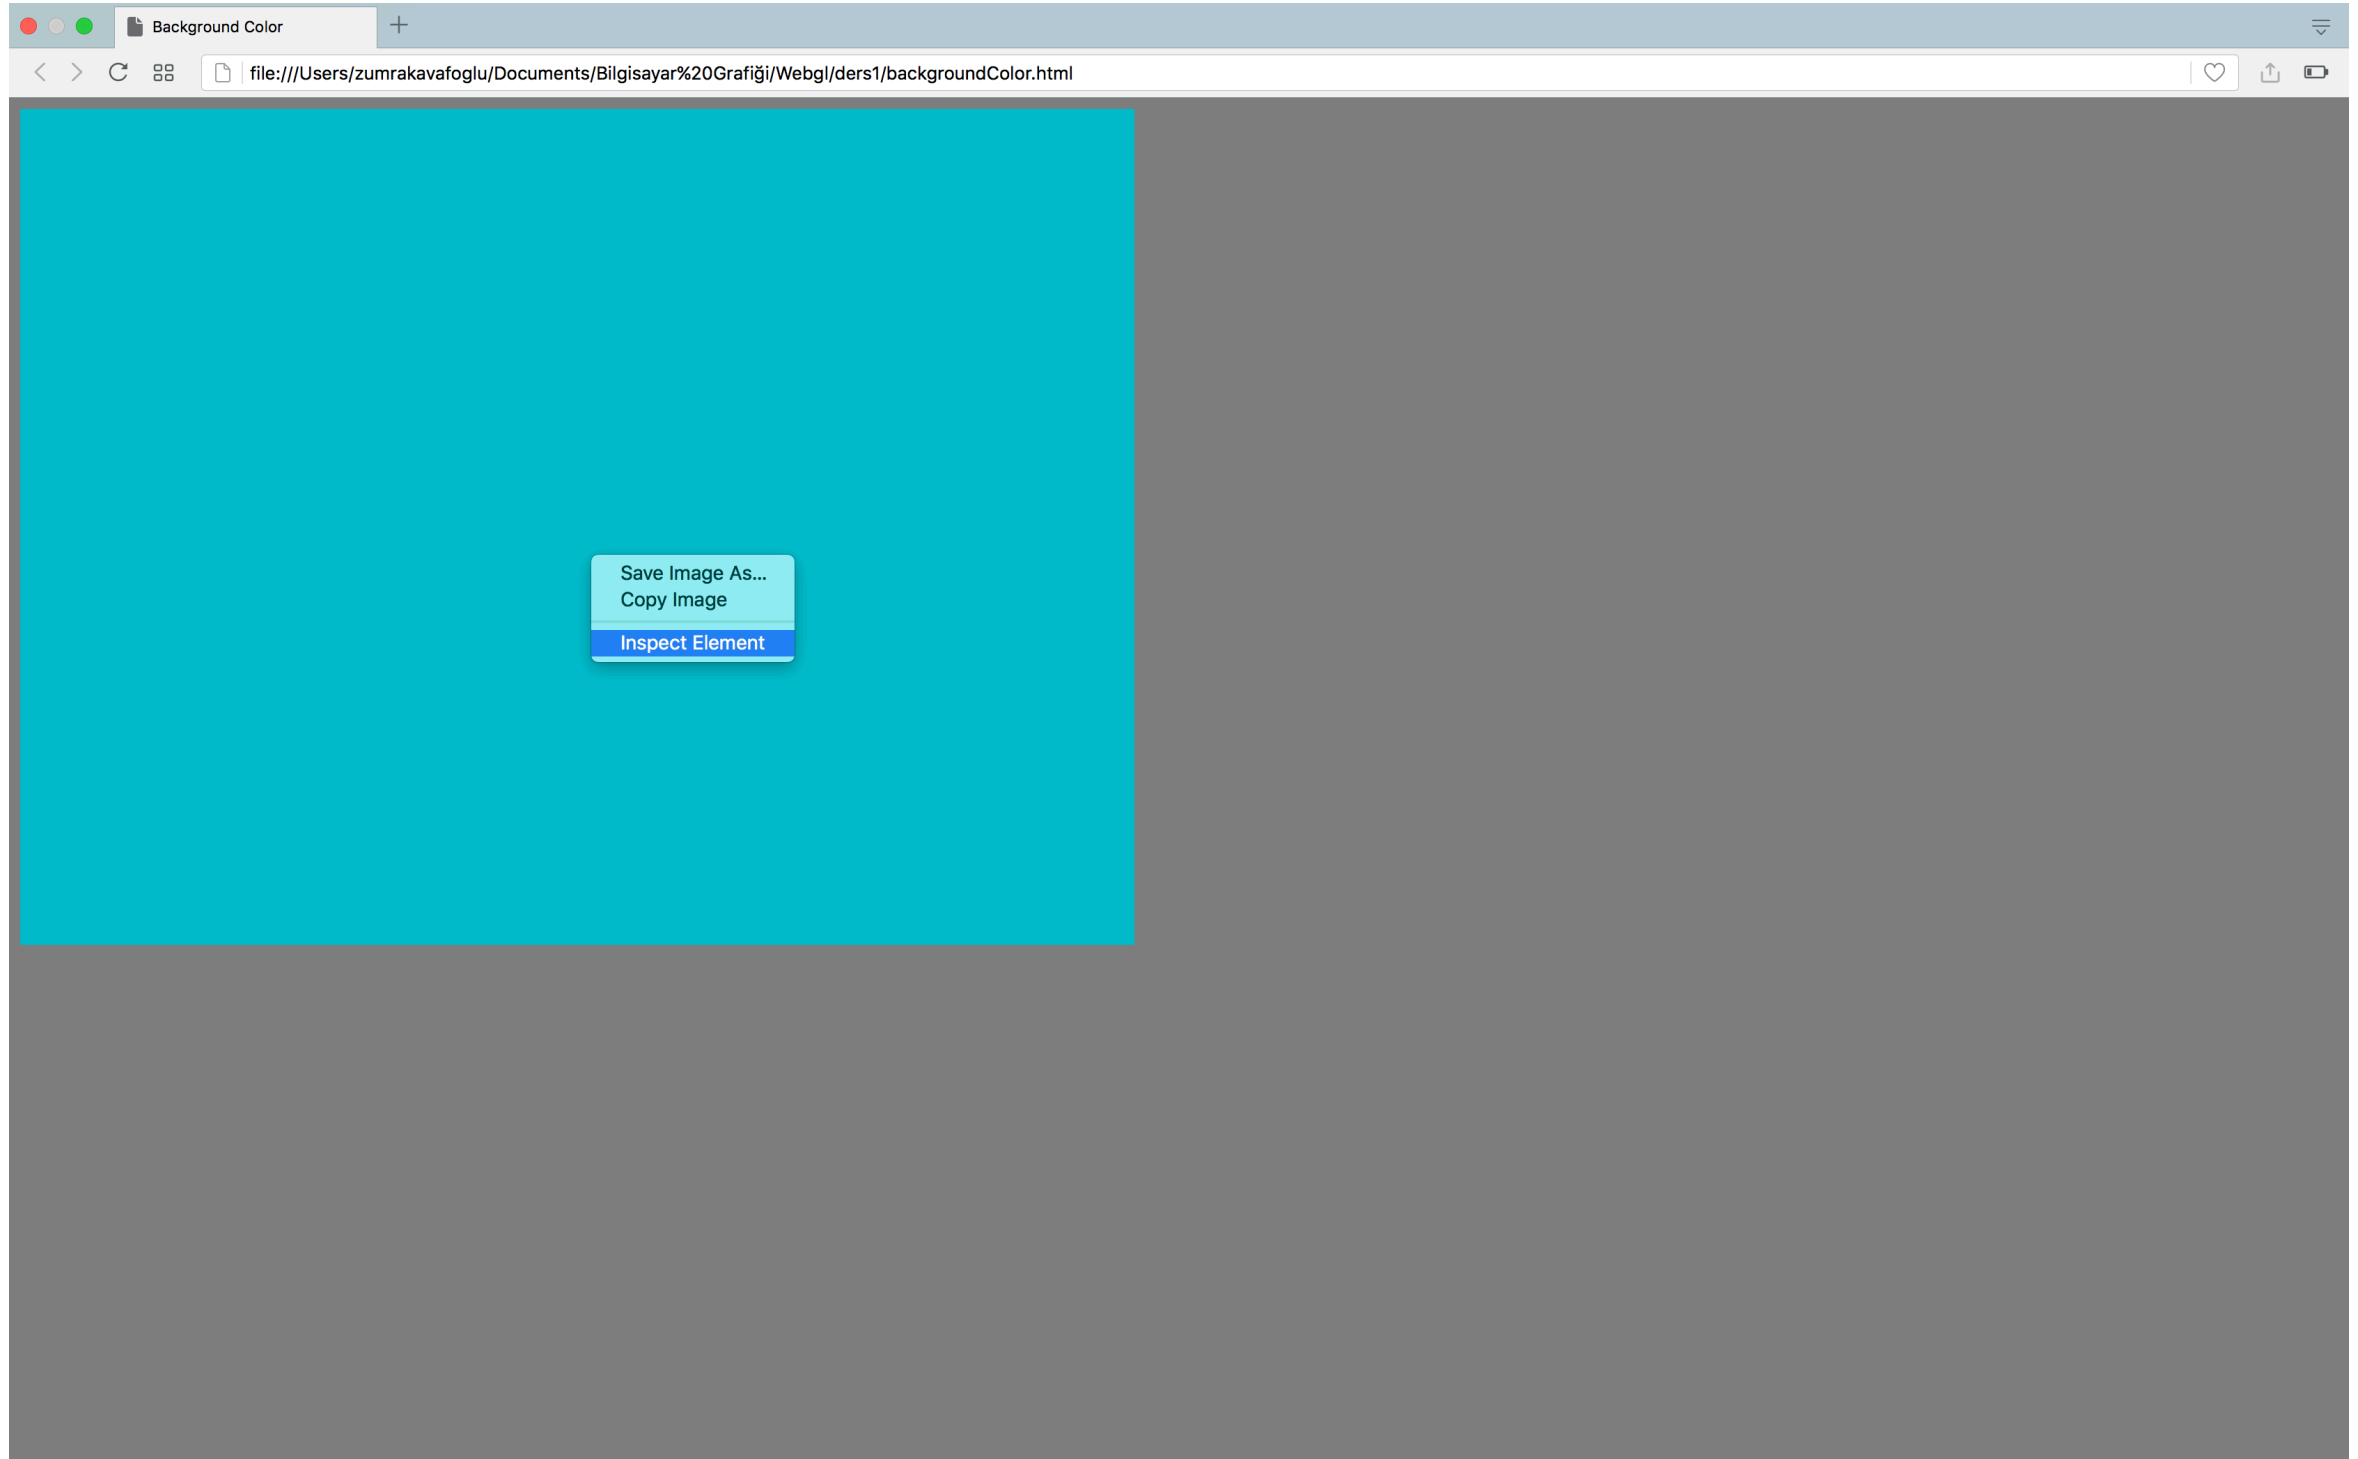 Background Color
file:///Users/zumrakavafoglu/Documents/Bilgisayar%20Grafiği/Webgl/ders1/backgroundColor.html
Save Image As...
Copy Image
Inspect Element